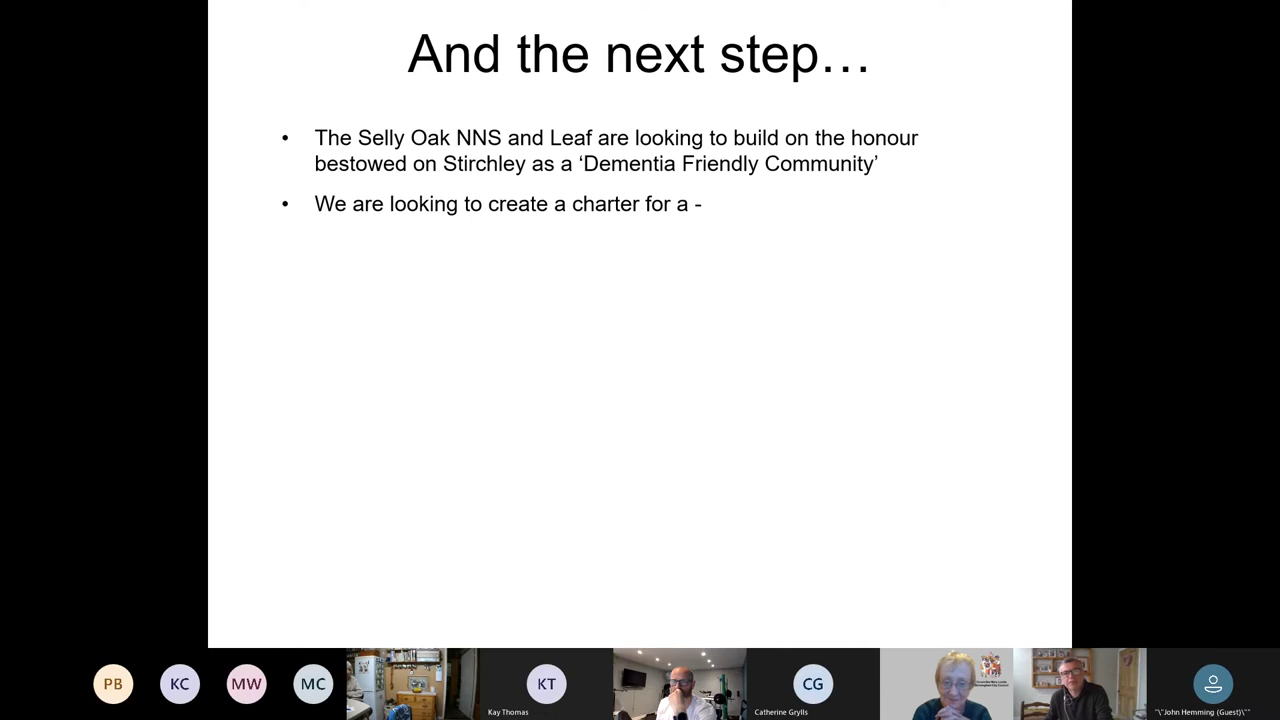 And the next step…
• The Selly Oak NNS and Leaf are looking to build on the honour
bestowed on Stirchley as a ‘Dementia Friendly Community’
• We are looking to create a charter for a -
PB
KC
MW
MC
KT
Kay Thomas
CG
Catherine Grylls
"\"John Hemming (Guest)\""